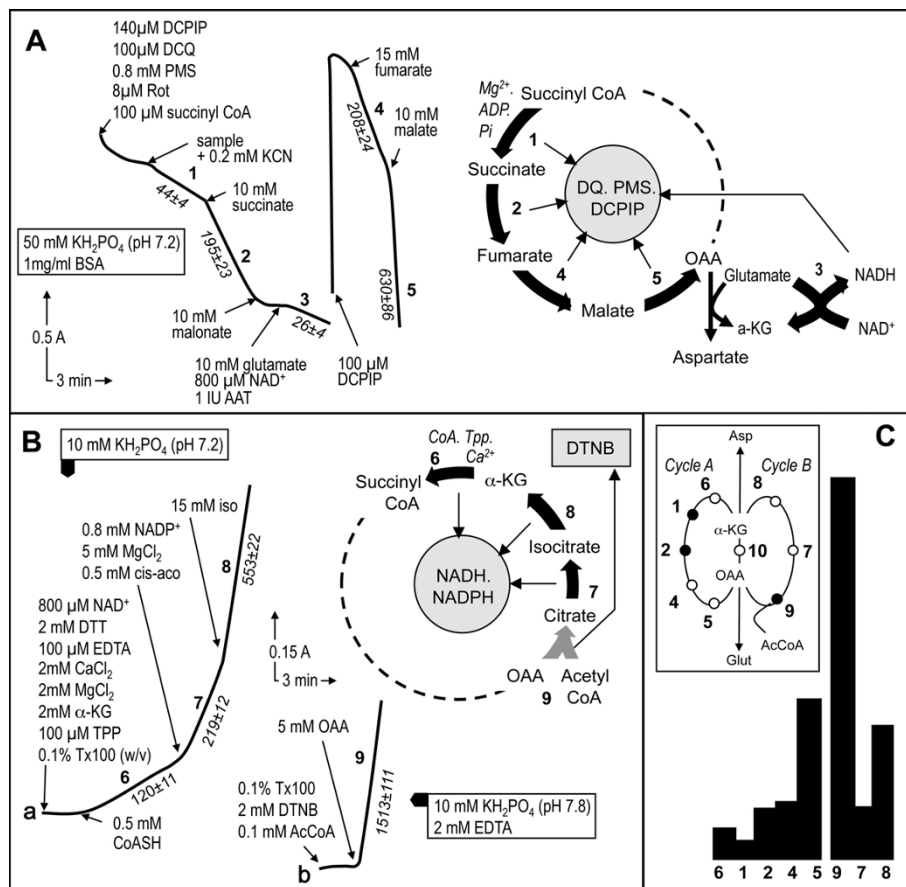 A
140µM DCPIP
100µM DCQ
0.8 mM PMS
8µM Rot
100 µM succinyl CoA
sample
+ 0.2 mM KCN
1
44±4
10 mM
succinate
195±23
2
50 mM KH₂PO₄ (pH 7.2)
1mg/ml BSA
10 mM
malonate
3
26±4
10 mM glutamate
800 µM NAD⁺
1 IU AAT
0.5 A
3 min
15 mM
fumarate
4
208±24
10 mM
malate
630±86
5
100 µM
DCPIP
Mg²⁺.
ADP.
Pi
Succinyl CoA
1
Succinate
2
DQ. PMS.
DCPIP
Fumarate
4
5
Malate
OAA
Glutamate
3
NADH
a-KG
NAD⁺
Aspartate
B
10 mM KH₂PO₄ (pH 7.2)
15 mM iso
0.8 mM NADP⁺
5 mM MgCl₂
0.5 mM cis-aco
8
553±22
800 µM NAD⁺
2 mM DTT
100 µM EDTA
2mM CaCl₂
2mM MgCl₂
2mM α-KG
100 µM TPP
0.1% Tx100 (w/v)
7
219±12
6
120±11
a
0.5 mM
CoASH
0.15 A
3 min
5 mM OAA
9
1513±111
0.1% Tx100
2 mM DTNB
0.1 mM AcCoA
b
10 mM KH₂PO₄ (pH 7.8)
2 mM EDTA
CoA. Tpp.
Ca²⁺
6
DTNB
Succinyl
CoA
α-KG
8
Isocitrate
NADH.
NADPH
7
Citrate
OAA
Acetyl
CoA
9
C
Asp
Cycle A
Cycle B
6
8
1
α-KG
2
10
7
OAA
4
9
5
AcCoA
Glut
6 1 2 4 5 9 7 8